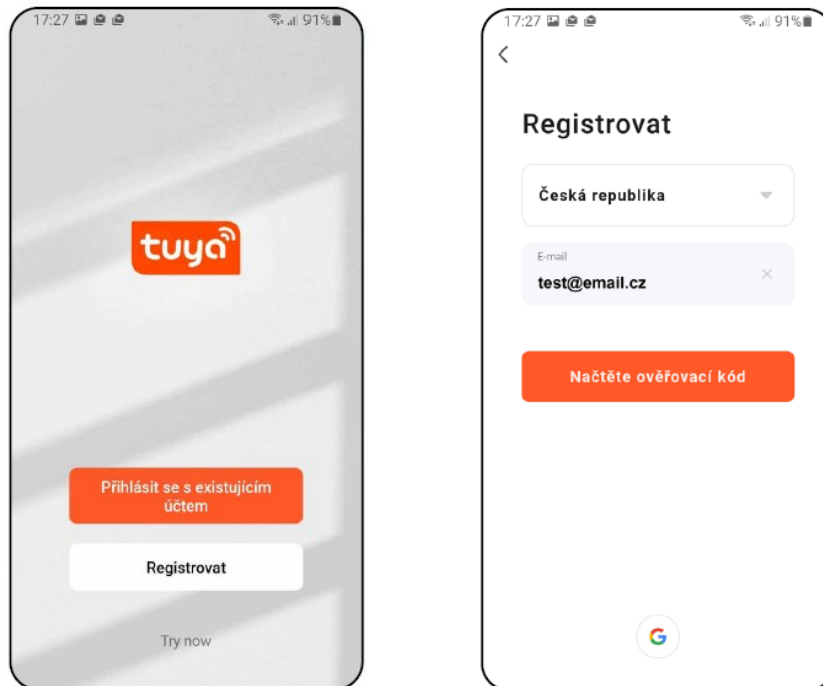 17:27
91%
tuya
Přihlásit se s existujícím
účtem
Registrovat
Try now
17:27
91%
Registrovat
Česká republika
E-mail
test@email.cz
Načtěte ověřovací kód
G